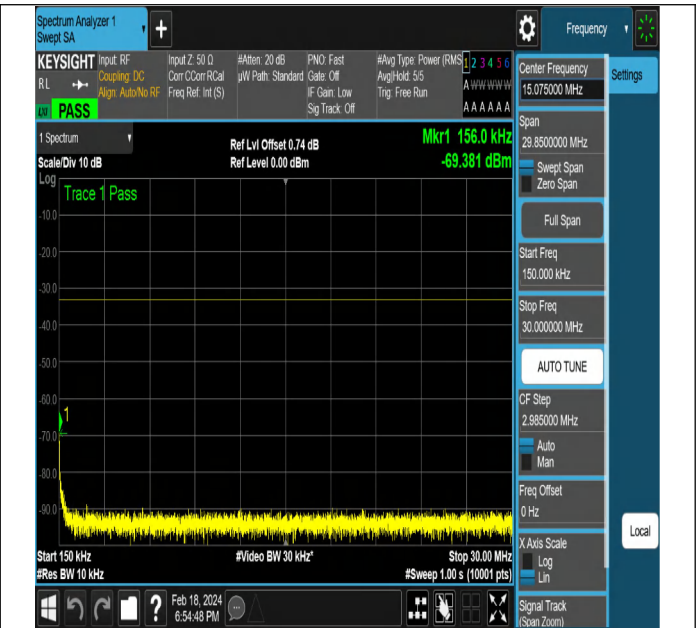 Spectrum Analyzer 1
Swept SA
+
Frequency
KEYSIGHT
Input: RF
Coupling: DC
Align: Auto/No RF
Input Z: 50 Ω
Corr CCorr RCal
Freq Ref: Int (S)
#Atten: 20 dB
µW Path: Standard
PNO: Fast
Gate: Off
IF Gain: Low
Sig Track: Off
#Avg Type: Power (RMS
Avg|Hold: 5/5
Trig: Free Run
1 2 3 4 5 6
A W W W W W
A A A A A A
RL
LXI
PASS
1 Spectrum
Scale/Div 10 dB
Ref Lvl Offset 0.74 dB
Ref Level 0.00 dBm
Mkr1 156.0 kHz
-69.381 dBm
Log
Trace 1 Pass
-10.0
-20.0
-30.0
-40.0
-50.0
-60.0
1
-70.0
-80.0
-90.0
Start 150 kHz
#Video BW 30 kHz*
Stop 30.00 MHz
#Res BW 10 kHz
#Sweep 1.00 s (10001 pts)
?
Feb 18, 2024
6:54:48 PM
Center Frequency
15.075000 MHz
Settings
Span
29.8500000 MHz
Swept Span
Zero Span
Full Span
Start Freq
150.000 kHz
Stop Freq
30.000000 MHz
AUTO TUNE
CF Step
2.985000 MHz
Auto
Man
Freq Offset
0 Hz
Local
X Axis Scale
Log
Lin
Signal Track
(Span Zoom)